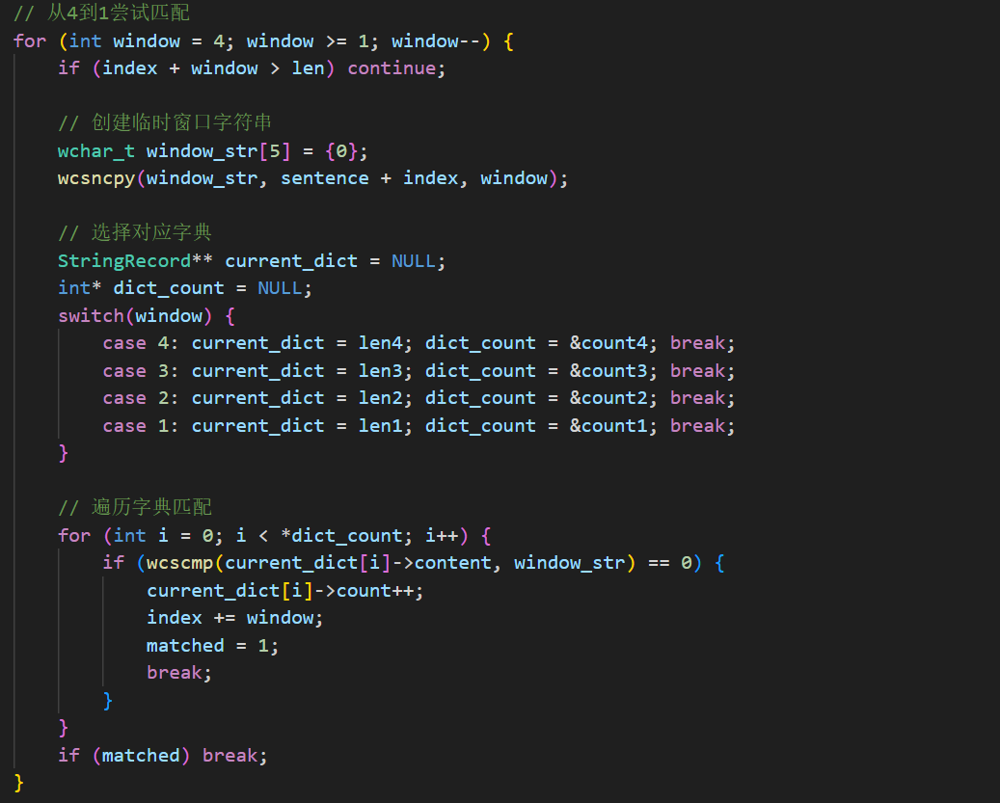 // 从4到1尝试匹配
for (int window = 4; window >= 1; window--) {
    if (index + window > len) continue;

    // 创建临时窗口字符串
    wchar_t window_str[5] = {0};
    wcsncpy(window_str, sentence + index, window);

    // 选择对应字典
    StringRecord** current_dict = NULL;
    int* dict_count = NULL;
    switch(window) {
        case 4: current_dict = len4; dict_count = &count4; break;
        case 3: current_dict = len3; dict_count = &count3; break;
        case 2: current_dict = len2; dict_count = &count2; break;
        case 1: current_dict = len1; dict_count = &count1; break;
    }

    // 遍历字典匹配
    for (int i = 0; i < *dict_count; i++) {
        if (wcscmp(current_dict[i]->content, window_str) == 0) {
            current_dict[i]->count++;
            index += window;
            matched = 1;
            break;
        }
    }
    if (matched) break;
}